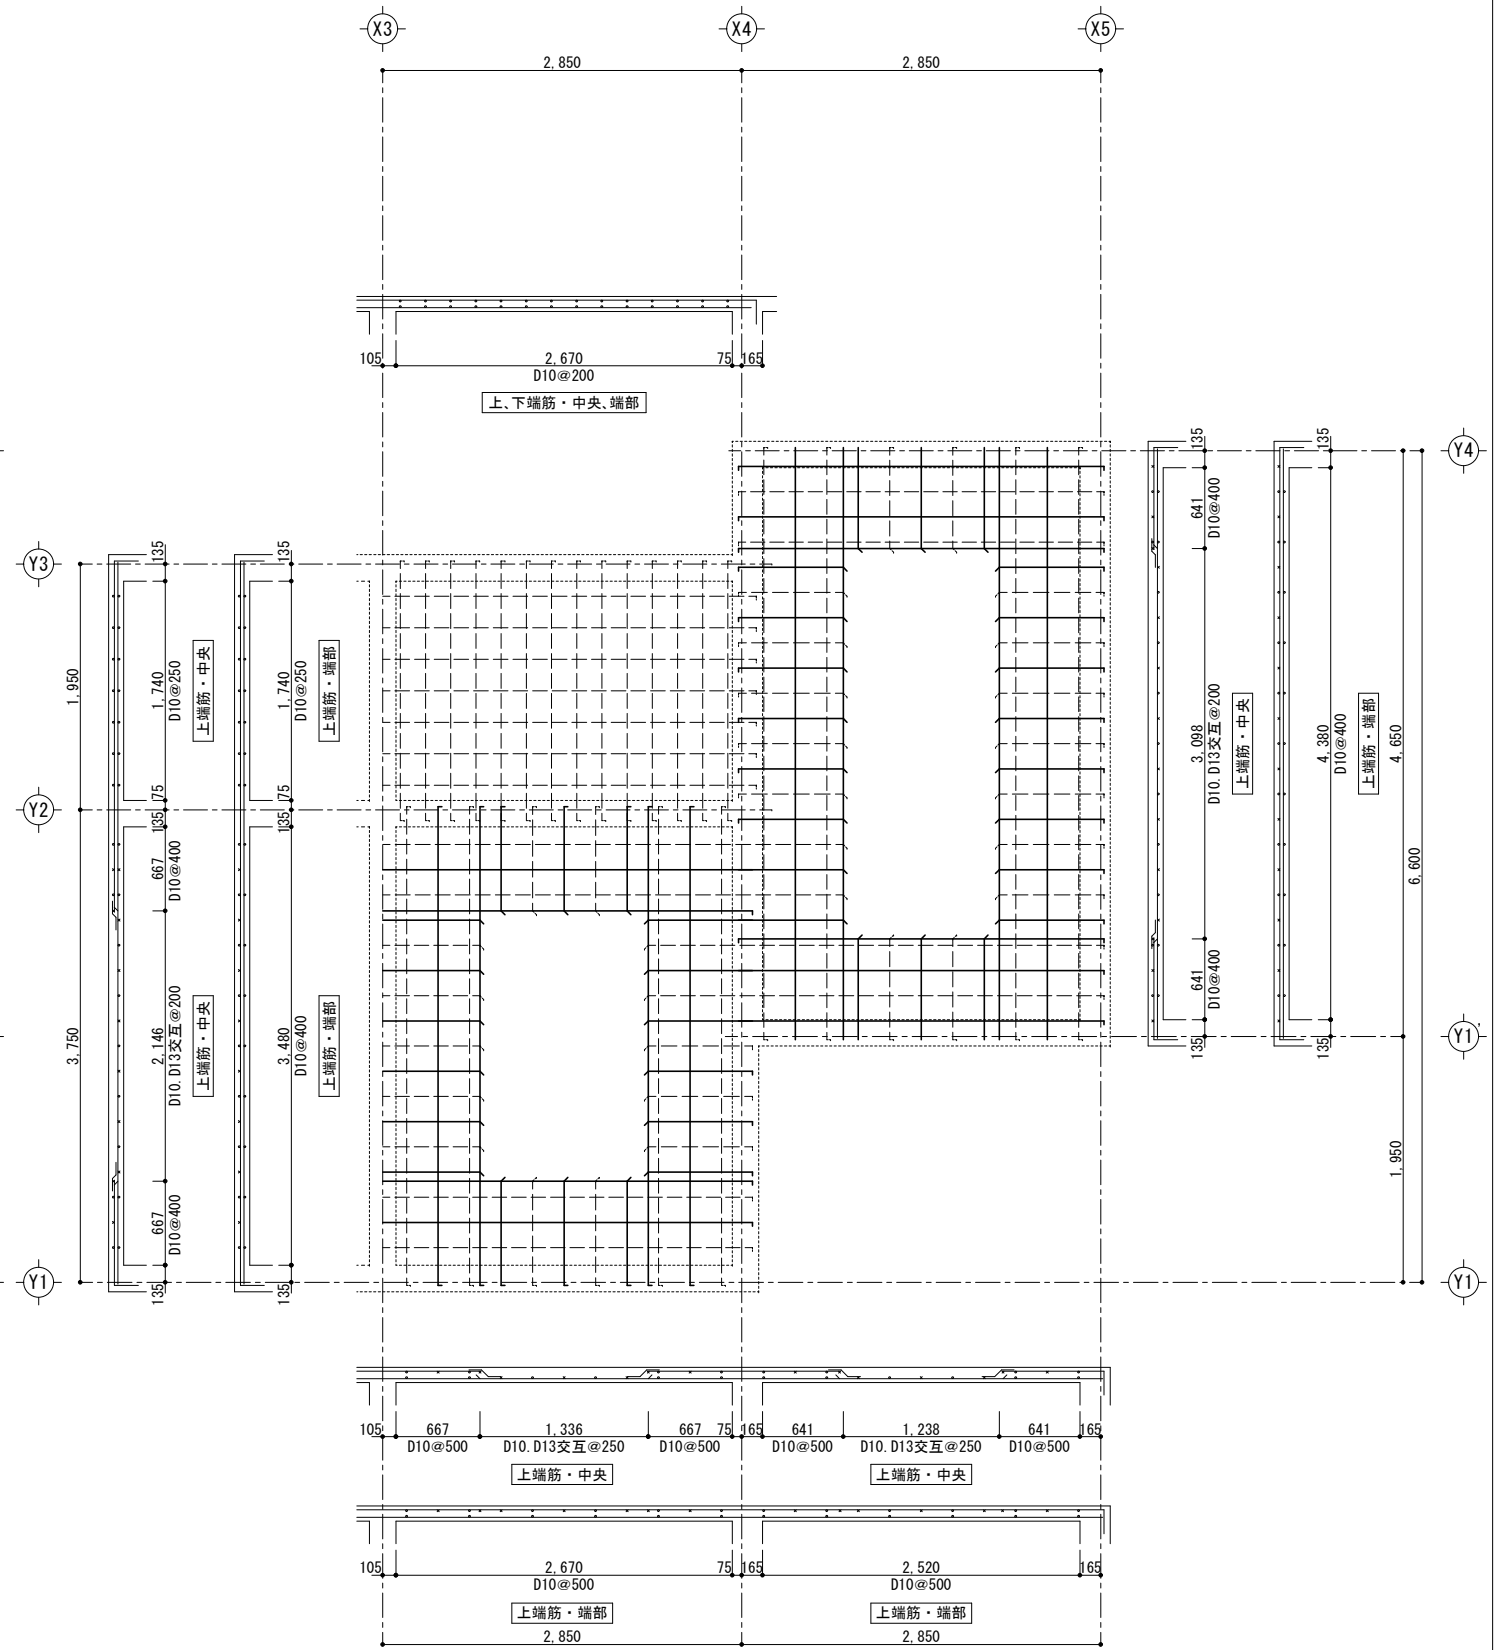 X3 X4 X5
2,850 2,850
105 2,670 75 165
D10@200
上、下端筋・中央、端部
Y4
Y3
Y2
Y1
1,950
3,750
135
1,740
D10@250
上端筋・中央
75
135
667
D10@400
2,146
D10.D13交互@200
上端筋・中央
667
D10@400
135
135
1,740
D10@250
上端筋・端部
75
135
3,480
D10@400
上端筋・端部
135
135
641
D10@400
3,098
D10.D13交互@200
上端筋・中央
641
D10@400
135
135
4,380
D10@400
上端筋・端部
135
4,650
1,950
6,600
Y1'
Y1
105 667 1,336 667 75 165 641 1,238 641 165
D10@500 D10.D13交互@250 D10@500 D10@500 D10.D13交互@250 D10@500
上端筋・中央 上端筋・中央
105 2,670 75 165 2,520 165
D10@500 D10@500
上端筋・端部 上端筋・端部
2,850 2,850